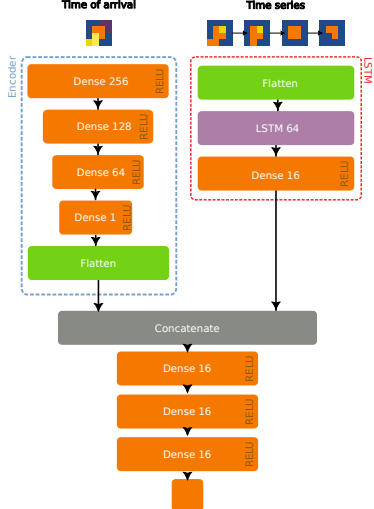 Time of arrival
Time series
Encoder
LSTM
Dense 256
RELU
Dense 128
RELU
Dense 64
RELU
Dense 1
RELU
Flatten
Flatten
LSTM 64
Dense 16
RELU
Concatenate
Dense 16
RELU
Dense 16
RELU
Dense 16
RELU